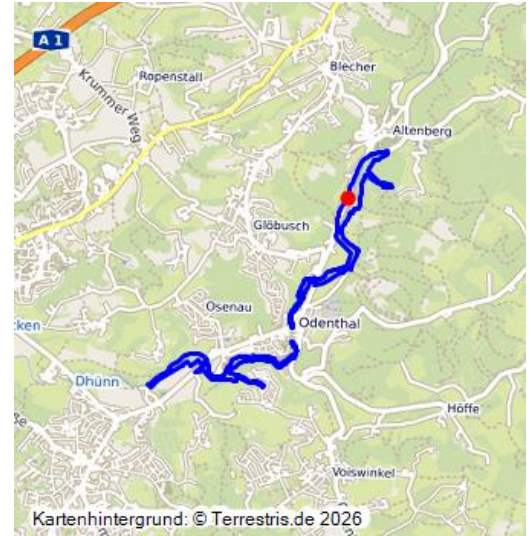 A 1
Krummer Weg
Ropenstall
Blecher
Altenberg
Glöbusch
Osenau
Odenthal
cken
Dhünn
Höffe
Voiswinkel
Kartenhintergrund: © Terrestris.de 2026